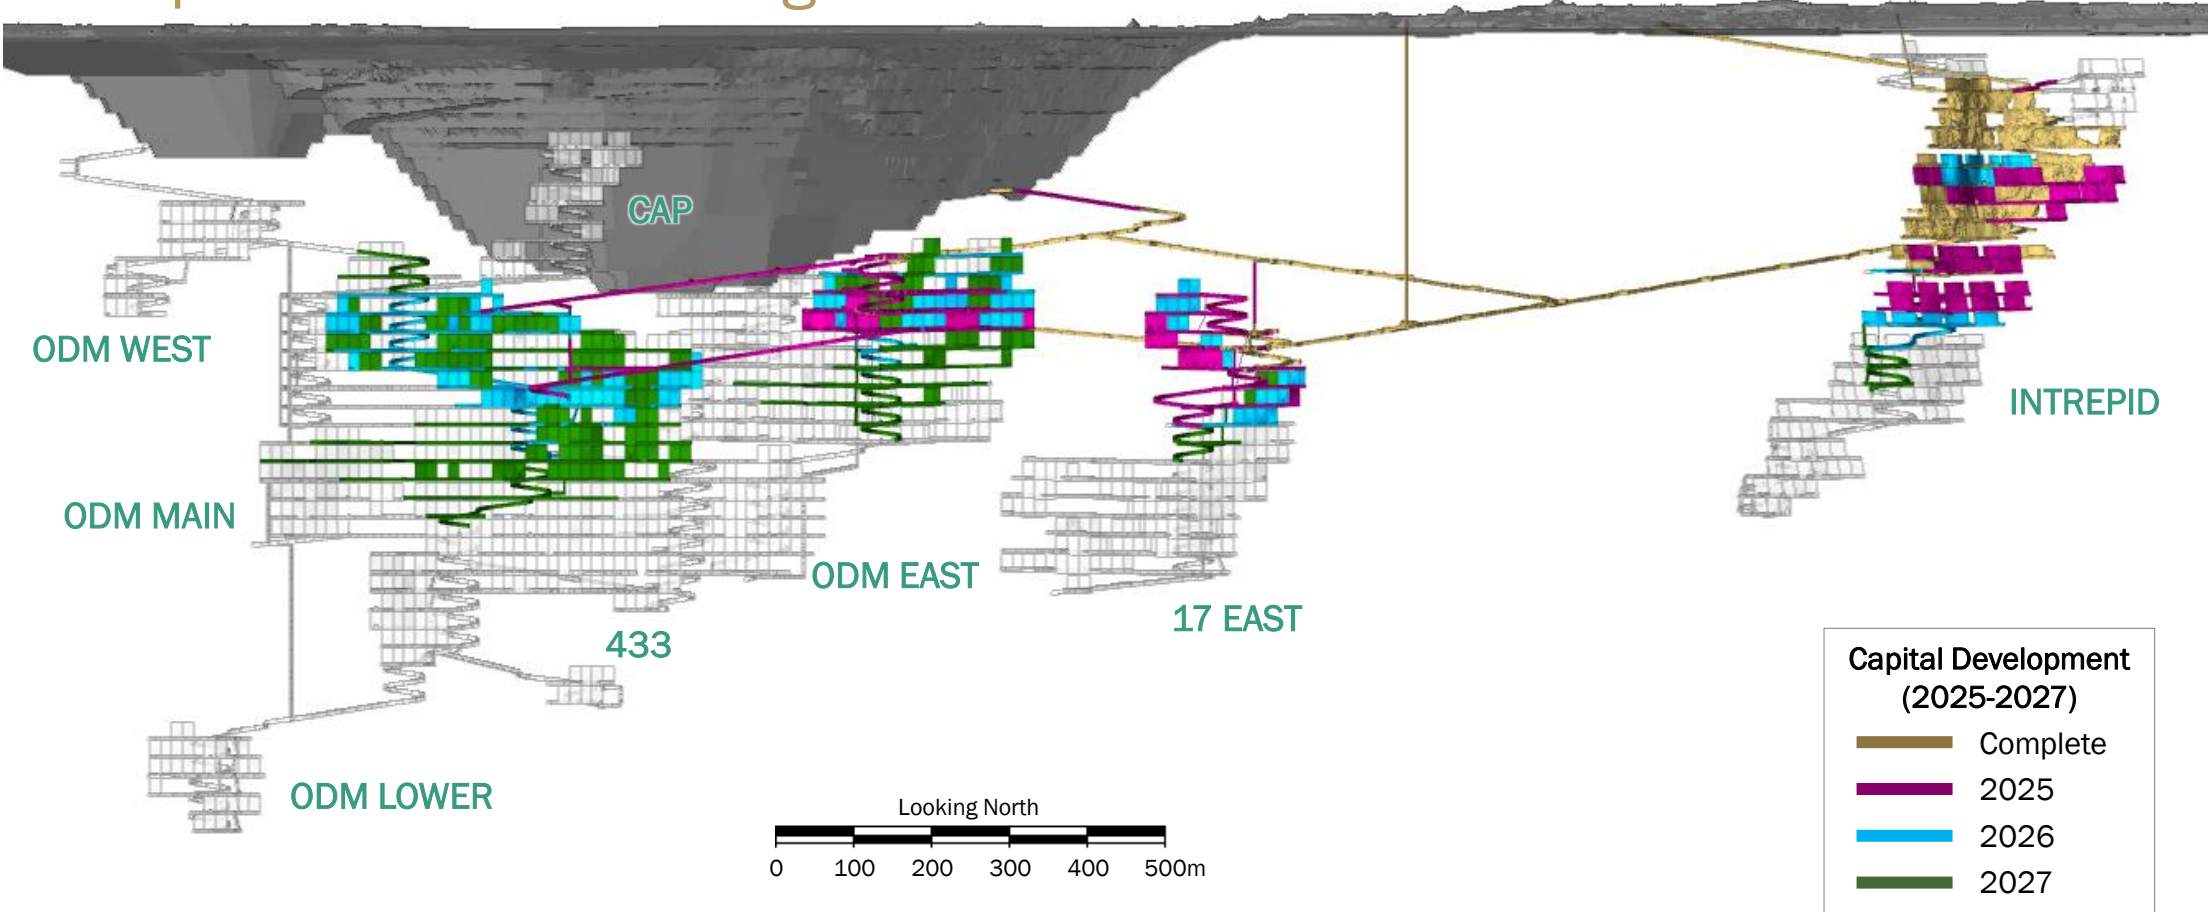 CAP
ODM WEST
INTREPID
ODM MAIN
ODM EAST
17 EAST
433
ODM LOWER
Looking North
0 100 200 300 400 500m
Capital Development
(2025-2027)
Complete
2025
2026
2027